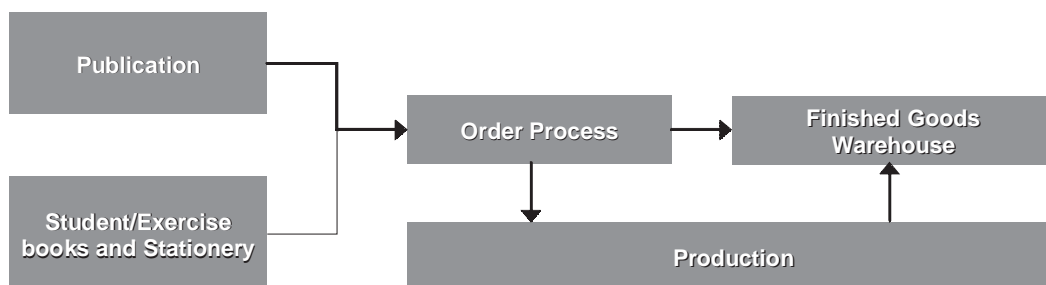 Publication
Student/Exercise
books and Stationery
Order Process
Finished Goods
Warehouse
Production